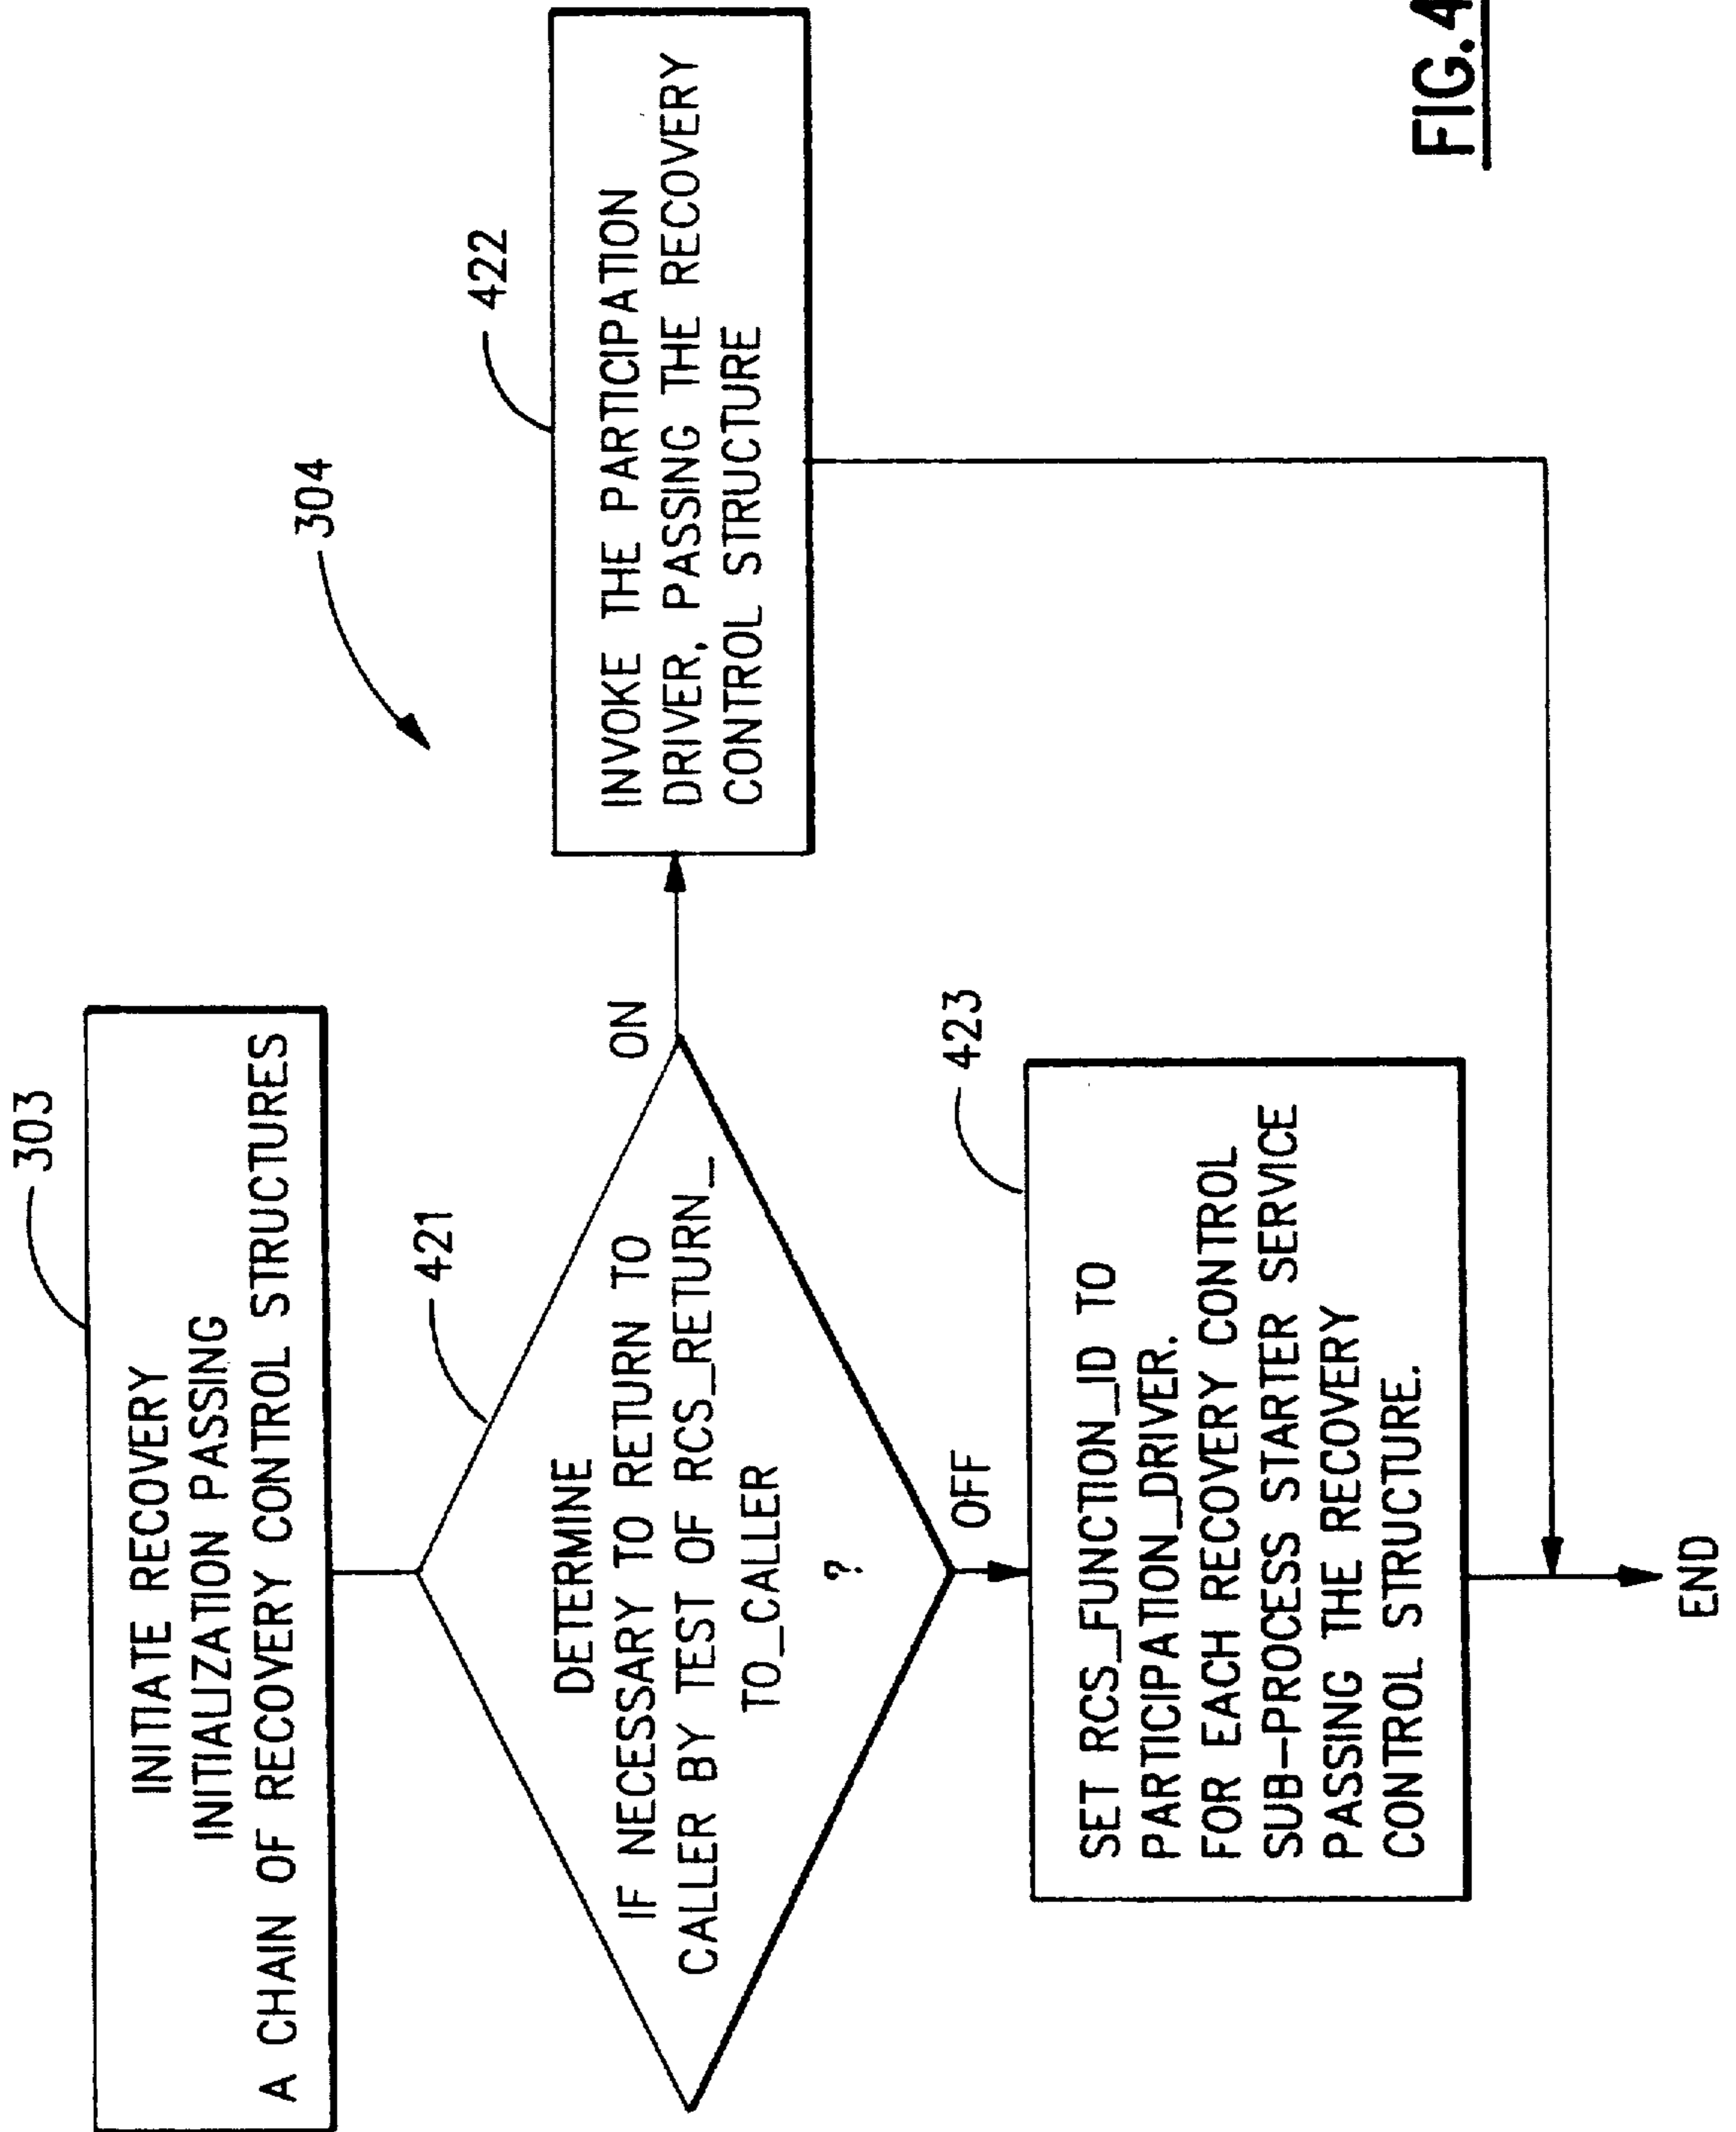 303
INITIATE RECOVERY
INITIALIZATION PASSING
A CHAIN OF RECOVERY CONTROL STRUCTURES
304
421
DETERMINE
IF NECESSARY TO RETURN TO
CALLER BY TEST OF RCS_RETURN_
TO_CALLER
?
ON
422
INVOKE THE PARTICIPATION
DRIVER, PASSING THE RECOVERY
CONTROL STRUCTURE
OFF
423
SET RCS_FUNCTION_ID TO
PARTICIPATION_DRIVER.
FOR EACH RECOVERY CONTROL
SUB-PROCESS STARTER SERVICE
PASSING THE RECOVERY
CONTROL STRUCTURE.
END
FIG.4